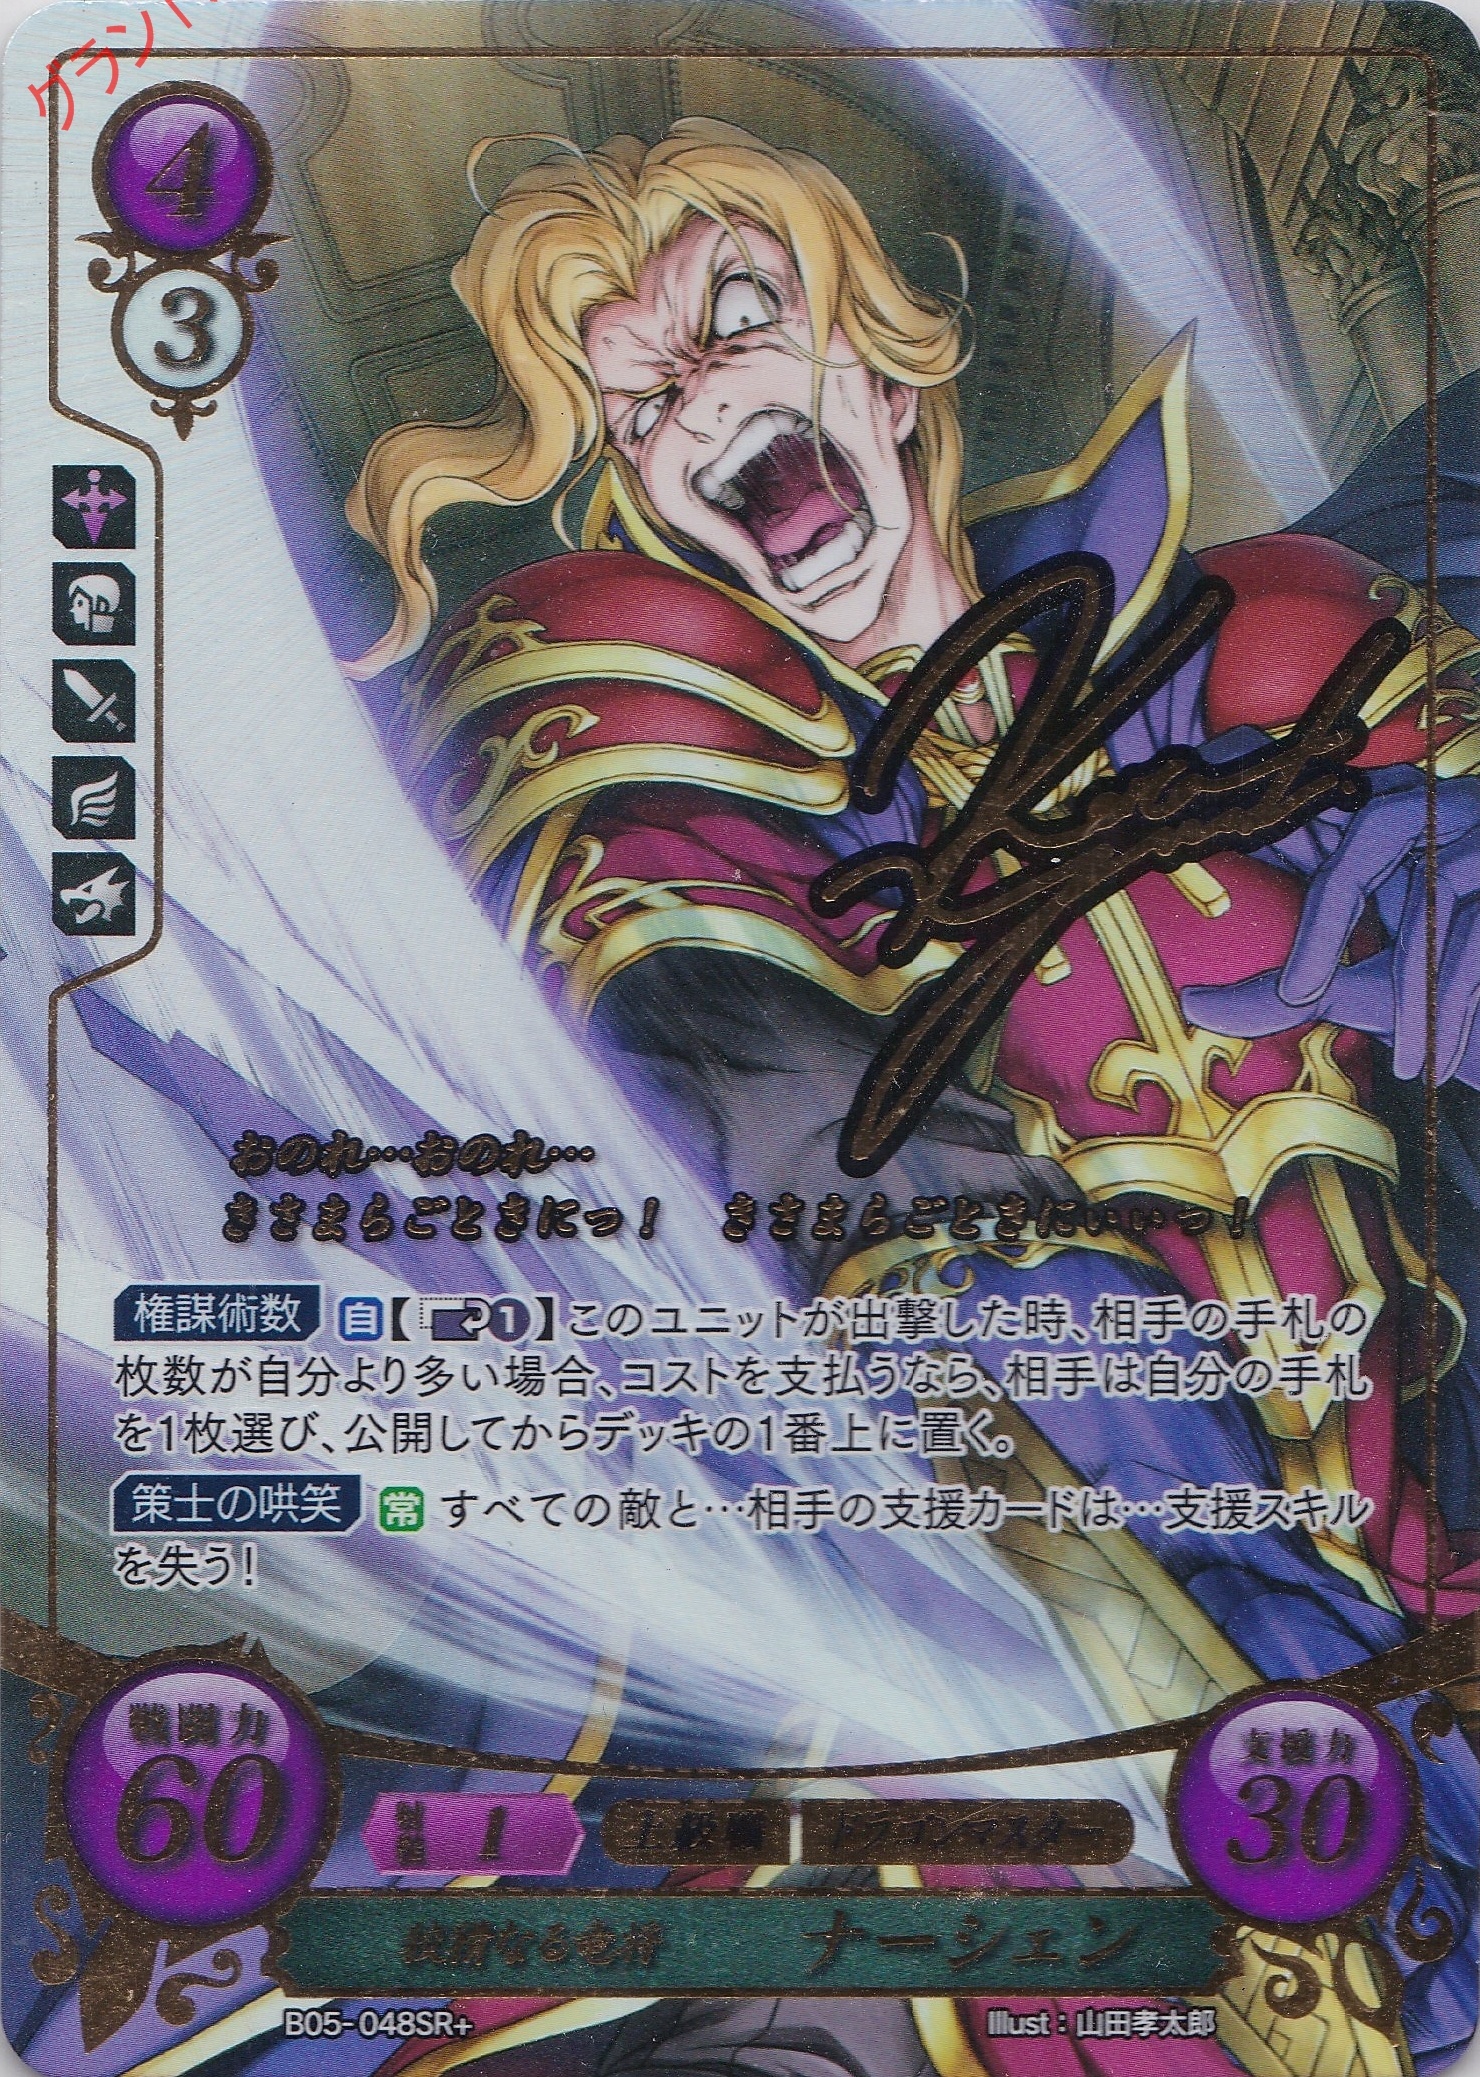 グラン
4
3
おのれ…おのれ…
きさまらごときにっ！　きさまらごときにぃぃっ！
権謀術数 自【1】このユニットが出撃した時、相手の手札の
枚数が自分より多い場合、コストを支払うなら、相手は自分の手札
を1枚選び、公開してからデッキの1番上に置く。
策士の哄笑 常 すべての敵と…相手の支援カードは…支援スキル
を失う！
戦闘力
60
射程 1
上級職 ドラゴンマスター
支援力
30
狡猾なる竜将 ナーシェン
B05-048SR+
Illust：山田孝太郎